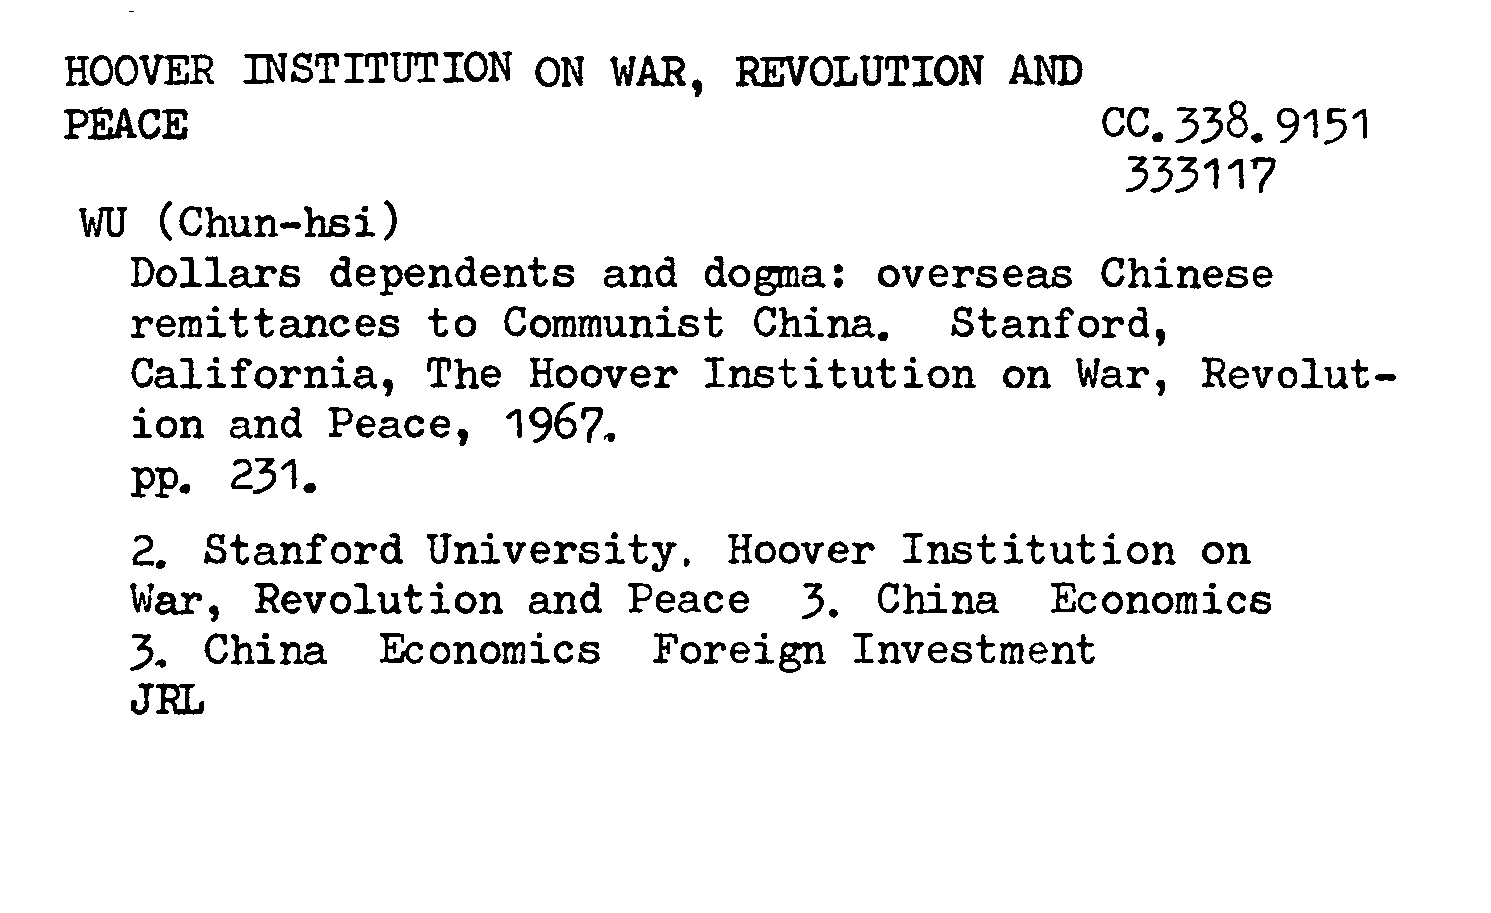 HOOVER INSTITUTION ON WAR, REVOLUTION AND
PEACE
CC.338.9151
333117
WU (Chun-hsi)
Dollars dependents and dogma: overseas Chinese
remittances to Communist China. Stanford,
California, The Hoover Institution on War, Revolut-
ion and Peace, 1967.
pp. 231.
2. Stanford University. Hoover Institution on
War, Revolution and Peace 3. China Economics
3. China Economics Foreign Investment
JRL